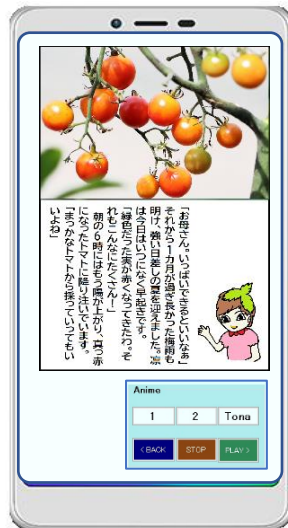 「お母さん。いっぱいできるといいなぁ」
それから1カ月が過ぎ長かった梅雨も
明け、強い日差しの夏を迎えました。凉
は今日はいつになく早起きです。
「緑色だった実が赤くなってきたわ。そ
れもこんなにたくさんー」
朝の6時にはもう陽が上がり、真っ赤
になったトマトに降り注いでいます。
「まっかなトマトから採っていってもい
いよね」
Anime
1
2
Tona
< BACK
STOP
PLAY >